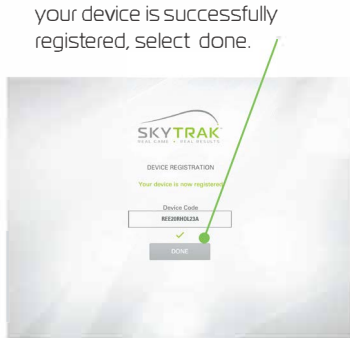 your device is successfully
registered, select done.
SKYTRAK
REAL GAME REAL RESULTS
DEVICE REGISTRATION
Your device is now registered
Device Code
REE20RHDL23A
DONE